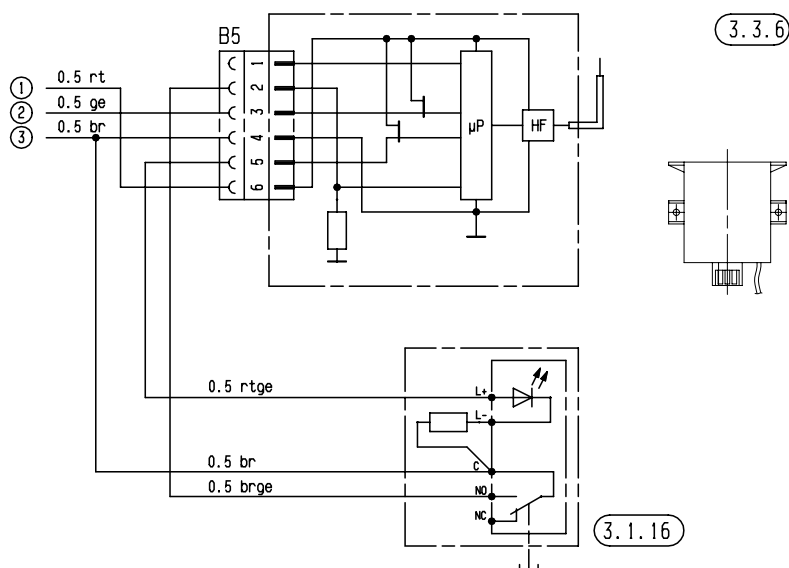 B5
3.3.6
1
2
3
4
5
6
① 0.5 rt
② 0.5 ge
③ 0.5 br
µP
HF
0.5 rtge
L+
L-
0.5 br
C
0.5 brge
NO
NC
3.1.16